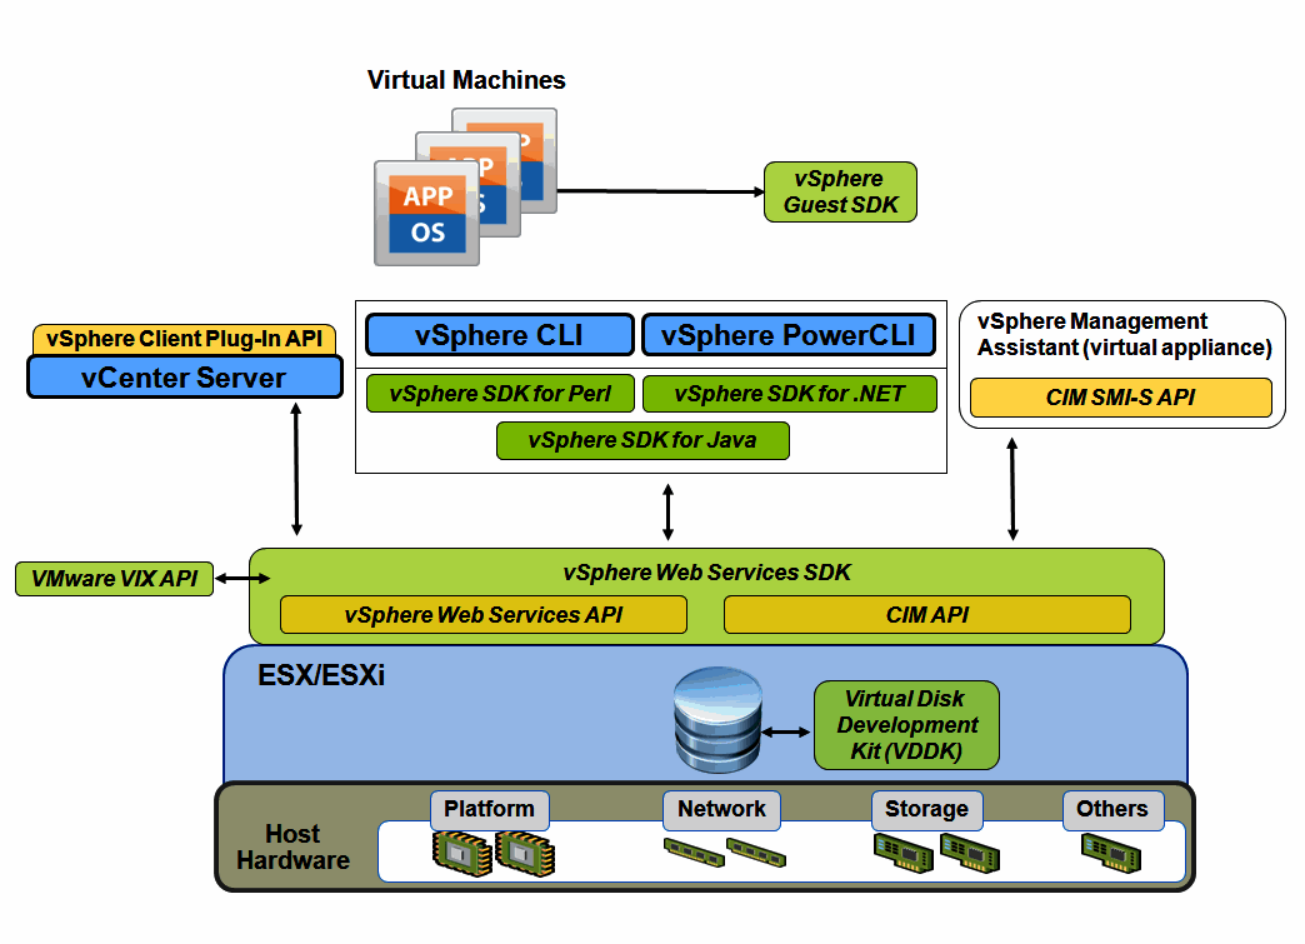 Virtual Machines
APP
OS
vSphere
Guest SDK
vSphere Client Plug-In API
vCenter Server
vSphere CLI
vSphere PowerCLI
vSphere SDK for Perl
vSphere SDK for .NET
vSphere SDK for Java
vSphere Management
Assistant (virtual appliance)
CIM SMI-S API
VMware VIX API
vSphere Web Services SDK
vSphere Web Services API
CIM API
ESX/ESXi
Virtual Disk
Development
Kit (VDDK)
Host
Hardware
Platform
Network
Storage
Others